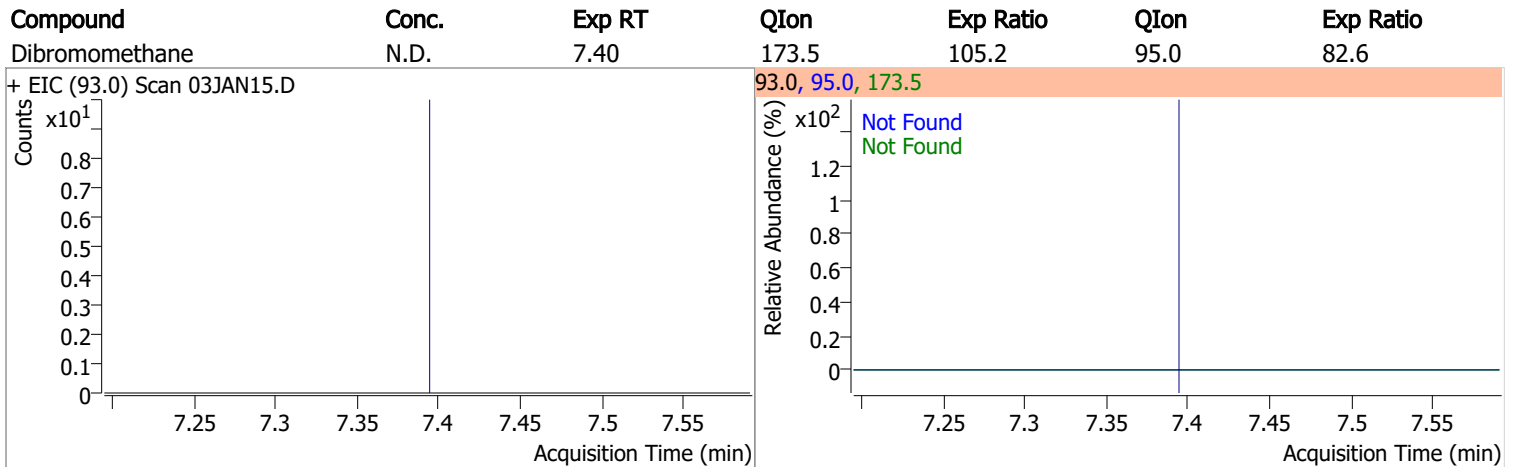 Compound Conc. Exp RT QIon Exp Ratio QIon Exp Ratio
Dibromomethane N.D. 7.40 173.5 105.2 95.0 82.6
+ EIC (93.0) Scan 03JAN15.D
Counts
x10¹
0.8
0.7
0.6
0.5
0.4
0.3
0.2
0.1
0
7.25 7.3 7.35 7.4 7.45 7.5 7.55
Acquisition Time (min)
93.0, 95.0, 173.5
Relative Abundance (%)
x10²
Not Found
Not Found
1.2
1
0.8
0.6
0.4
0.2
0
7.25 7.3 7.35 7.4 7.45 7.5 7.55
Acquisition Time (min)